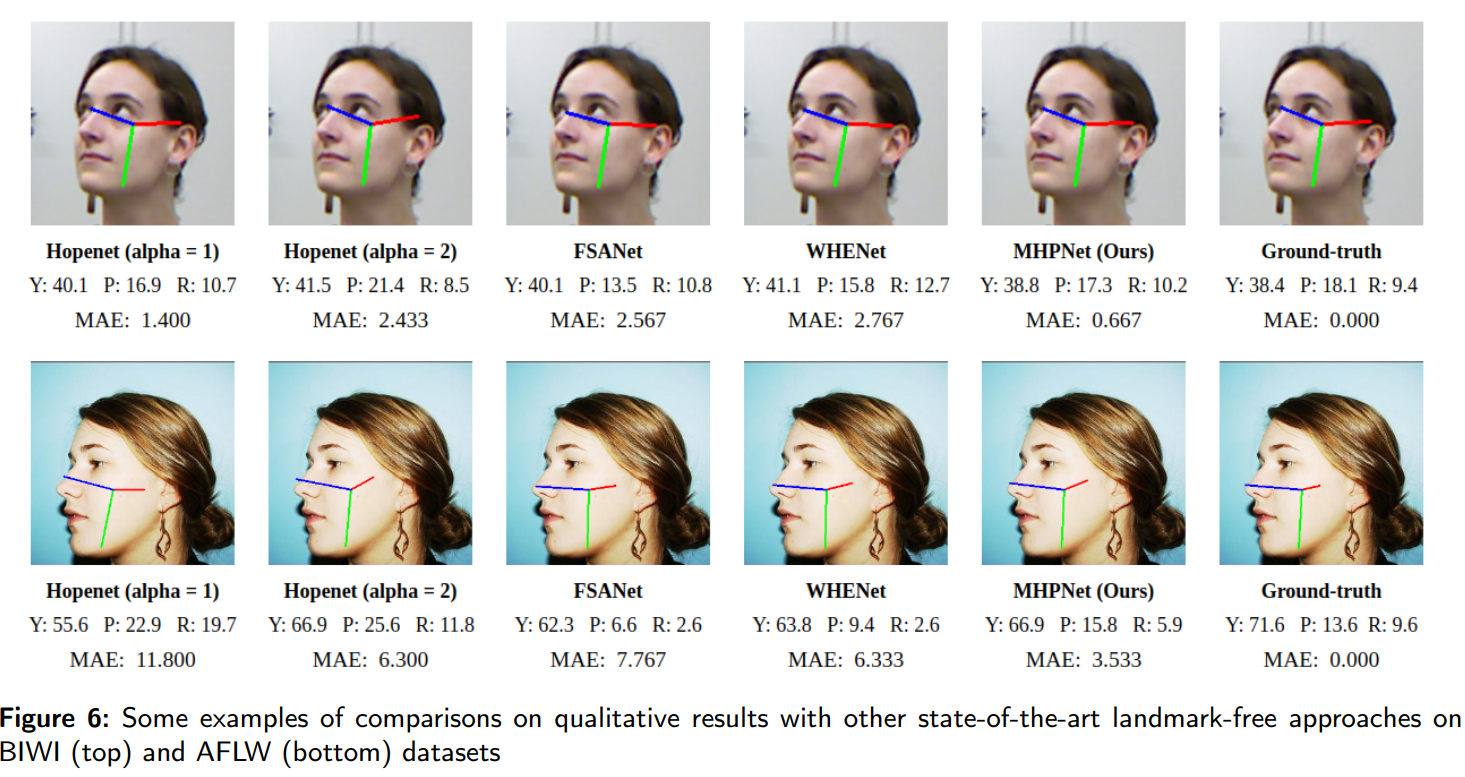 Hopenet (alpha = 1) Hopenet (alpha = 2) FSANet WHENet MHPNet (Ours) Ground-truth
Y: 40.1 P: 16.9 R: 10.7 Y: 41.5 P: 21.4 R: 8.5 Y: 40.1 P: 13.5 R: 10.8 Y: 41.1 P: 15.8 R: 12.7 Y: 38.8 P: 17.3 R: 10.2 Y: 38.4 P: 18.1 R: 9.4
MAE: 1.400 MAE: 2.433 MAE: 2.567 MAE: 2.767 MAE: 0.667 MAE: 0.000
Hopenet (alpha = 1) Hopenet (alpha = 2) FSANet WHENet MHPNet (Ours) Ground-truth
Y: 55.6 P: 22.9 R: 19.7 Y: 66.9 P: 25.6 R: 11.8 Y: 62.3 P: 6.6 R: 2.6 Y: 63.8 P: 9.4 R: 2.6 Y: 66.9 P: 15.8 R: 5.9 Y: 71.6 P: 13.6 R: 9.6
MAE: 11.800 MAE: 6.300 MAE: 7.767 MAE: 6.333 MAE: 3.533 MAE: 0.000
Figure 6: Some examples of comparisons on qualitative results with other state-of-the-art landmark-free approaches on
BIWI (top) and AFLW (bottom) datasets